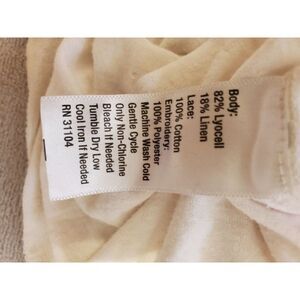 Body:
82% Lyocell
18% Linen
Lace:
100% Cotton
Embroidery:
100% Polyester
Machine Wash Cold
Gentle Cycle
Only Non-Chlorine
Bleach If Needed
Tumble Dry Low
Cool Iron If Needed
RN 31104